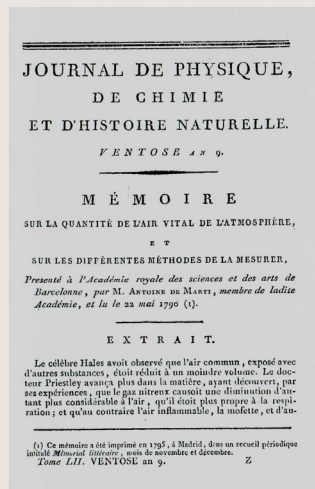 JOURNAL DE PHYSIQUE,
DE CHIMIE
ET D'HISTOIRE NATURELLE.
VENTOSE AN 9.
MÉMOIRE
SUR LA QUANTITÉ DE L'AIR VITAL DE L'ATMOSPHÈRE,
ET
SUR LES DIFFÉRENTES MÉTHODES DE LA MESURER,
Presenté à l'Académie royale des sciences et des arts de
Barcelonne, par M. ANTOINE DE MARTI, membre de ladite
Académie, et lu le 22 mai 1790 (1).
EXTRAIT.
Le célèbre Hales avoit observé que l'air commun, exposé avec
d'autres substances, étoit réduit à un moindre volume. Le doc-
teur Priestley avança plus dans la matière, ayant découvert, par
ses expériences, que le gaz nitreux causoit une diminution d'au-
tant plus considérable à l'air, qu'il étoit plus propre à la respi-
ration; et qu'au contraire l'air inflammable, la mofette, et d'au-
(1) Ce mémoire a été imprimé en 1795, à Madrid, dans un recueil périodique
intitulé Mémorial littéraire, mois de novembre et décembre.
Tome LII. VENTOSE an 9. Z